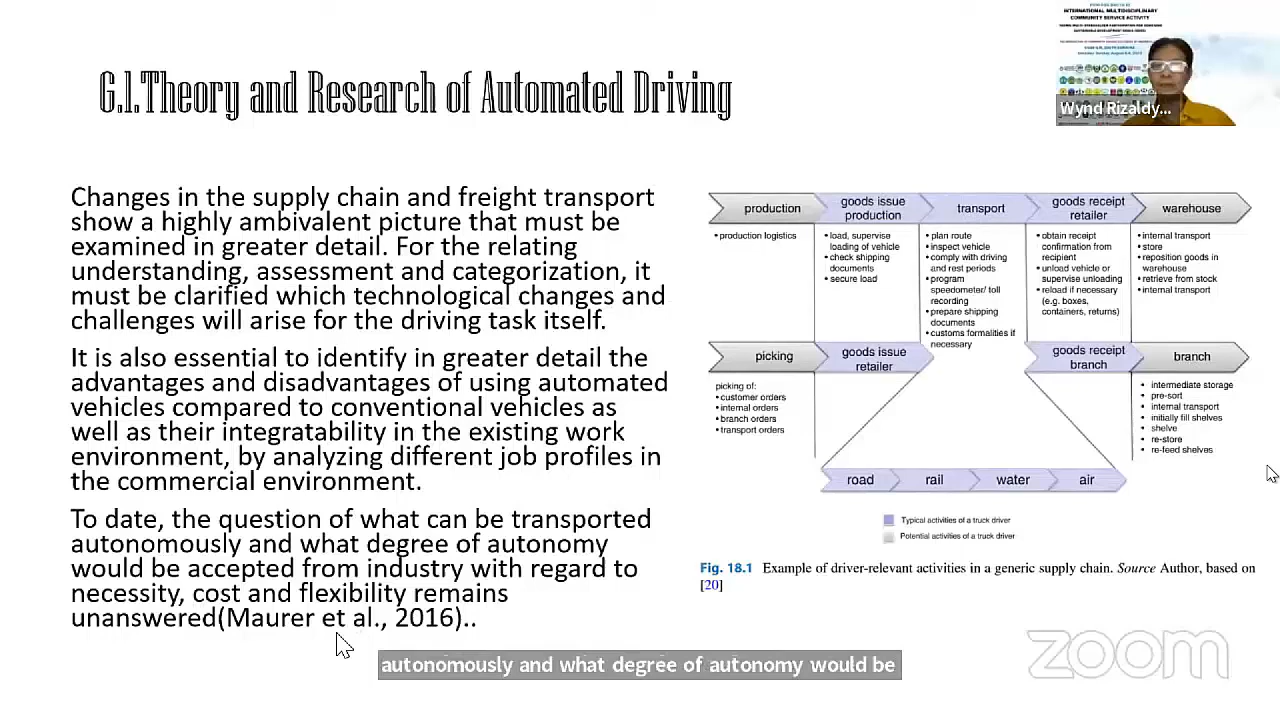 INTERNATIONAL MULTIDISCIPLINARY
COMMUNITY SERVICE ACTIVITY
Wynd Rizaldy...
G.1.Theory and Research of Automated Driving
Changes in the supply chain and freight transport
show a highly ambivalent picture that must be
examined in greater detail. For the relating
understanding, assessment and categorization, it
must be clarified which technological changes and
challenges will arise for the driving task itself.
It is also essential to identify in greater detail the
advantages and disadvantages of using automated
vehicles compared to conventional vehicles as
well as their integratability in the existing work
environment, by analyzing different job profiles in
the commercial environment.
To date, the question of what can be transported
autonomously and what degree of autonomy
would be accepted from industry with regard to
necessity, cost and flexibility remains
unanswered(Maurer et al., 2016)..
production
goods issue
production
transport
goods receipt
retailer
warehouse
• production logistics
• load, supervise
loading of vehicle
• check shipping
documents
• secure load
• plan route
• inspect vehicle
• comply with driving
and rest periods
• program
speedometer/ toll
recording
• prepare shipping
documents
• customs formalities if
necessary
• obtain receipt
confirmation from
recipient
• unload vehicle or
supervise unloading
• reload if necessary
(e.g. boxes,
containers, returns)
• internal transport
• store
• reposition goods in
warehouse
• retrieve from stock
• internal transport
picking
goods issue
retailer
goods receipt
branch
branch
picking of:
• customer orders
• internal orders
• branch orders
• transport orders
• intermediate storage
• pre-sort
• internal transport
• initially fill shelves
• shelve
• re-store
• re-feed shelves
road
rail
water
air
Typical activities of a truck driver
Potential activities of a truck driver
Fig. 18.1 Example of driver-relevant activities in a generic supply chain. Source Author, based on
[20]
autonomously and what degree of autonomy would be
zoom